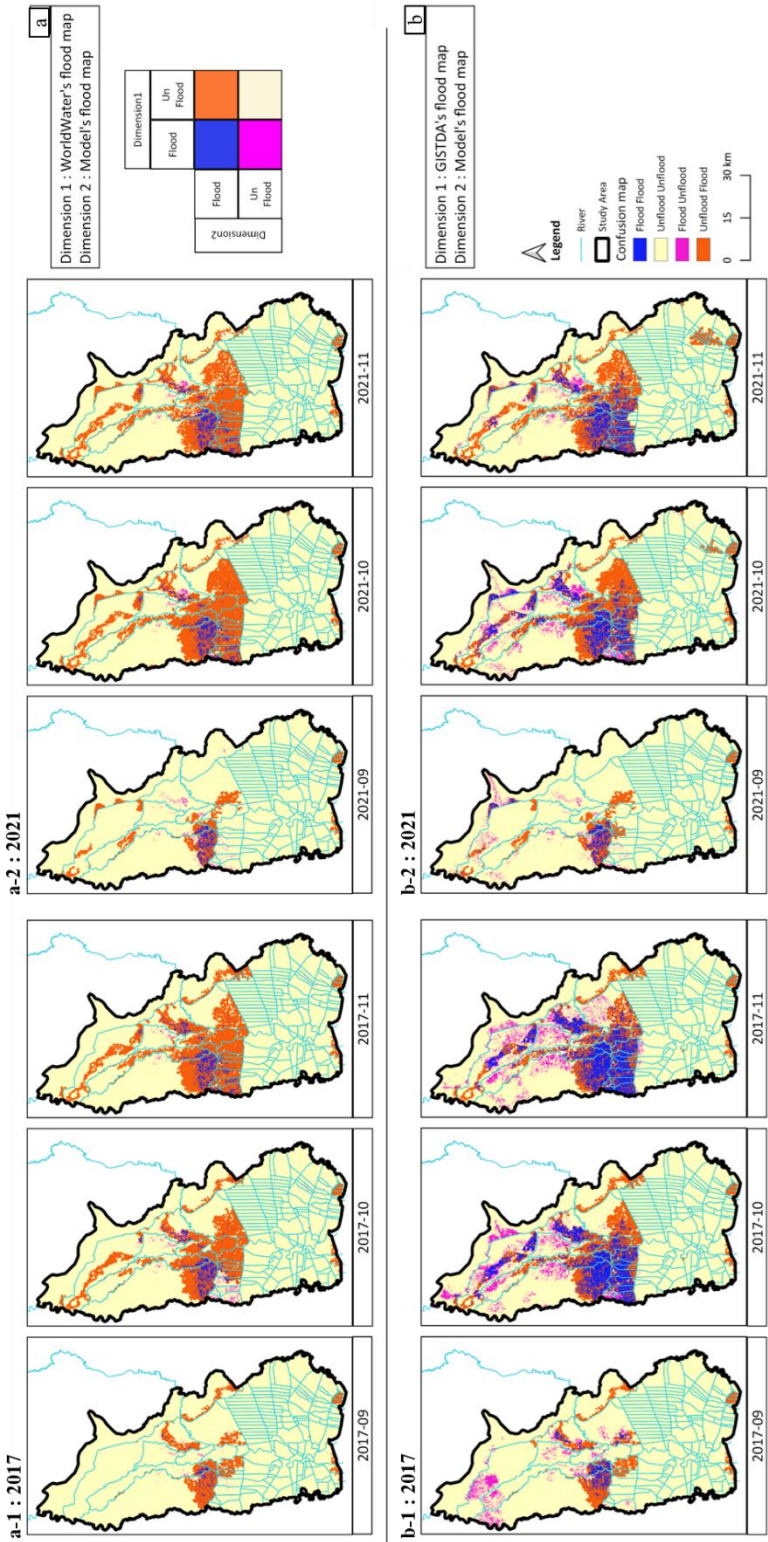 a-1 : 2017
a-2 : 2021
2017-09
2017-10
2017-11
2021-09
2021-10
2021-11
a
Dimension 1 : WorldWater's flood map
Dimension 2 : Model's flood map
Dimension1
Flood
Un
Flood
Dimension2
Flood
Un
Flood
b-1 : 2017
b-2 : 2021
2017-09
2017-10
2017-11
2021-09
2021-10
2021-11
b
Dimension 1 : GISTDA's flood map
Dimension 2 : Model's flood map
Legend
River
Study Area
Confusion map
Flood Flood
Unflood Unflood
Flood Unflood
Unflood Flood
0 15 30 km